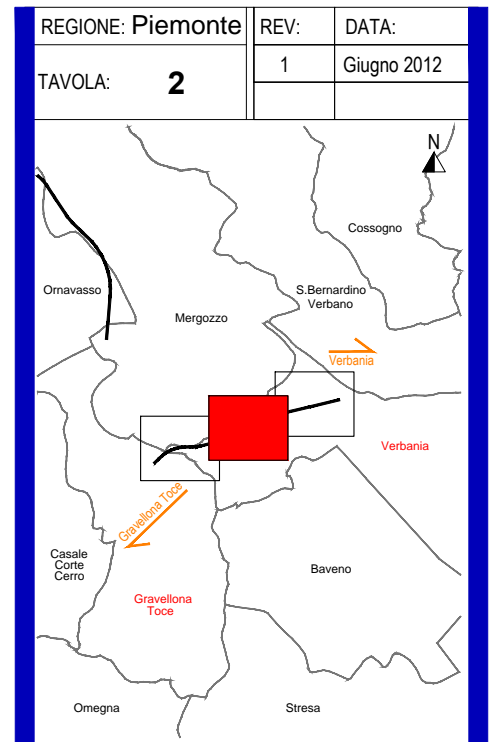 REGIONE: Piemonte
REV:
DATA:
TAVOLA: 2
1
Giugno 2012
N
Cossogno
Ornavasso
S.Bernardino
Verbano
Mergozzo
Verbania
Verbania
Gravellona Toce
Casale
Corte
Cerro
Baveno
Gravellona
Toce
Omegna
Stresa